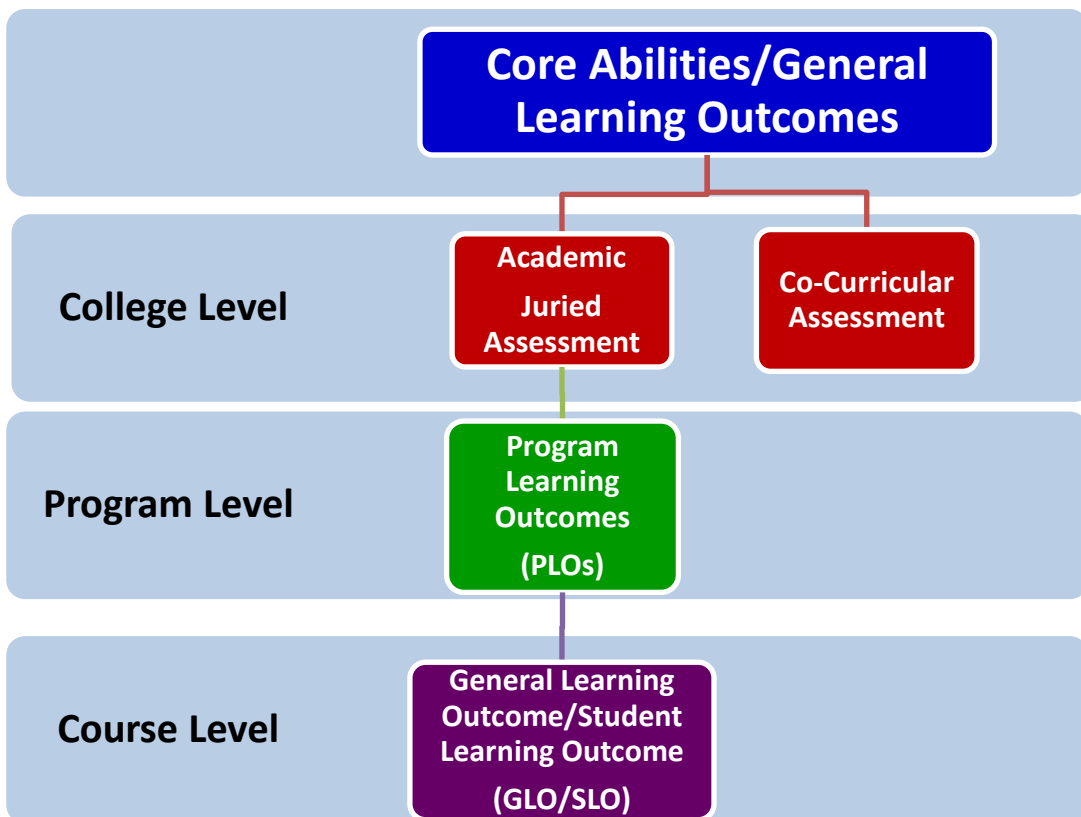 Core Abilities/General
Learning Outcomes
College Level
Academic
Juried
Assessment
Co-Curricular
Assessment
Program Level
Program
Learning
Outcomes
(PLOs)
Course Level
General Learning
Outcome/Student
Learning Outcome
(GLO/SLO)